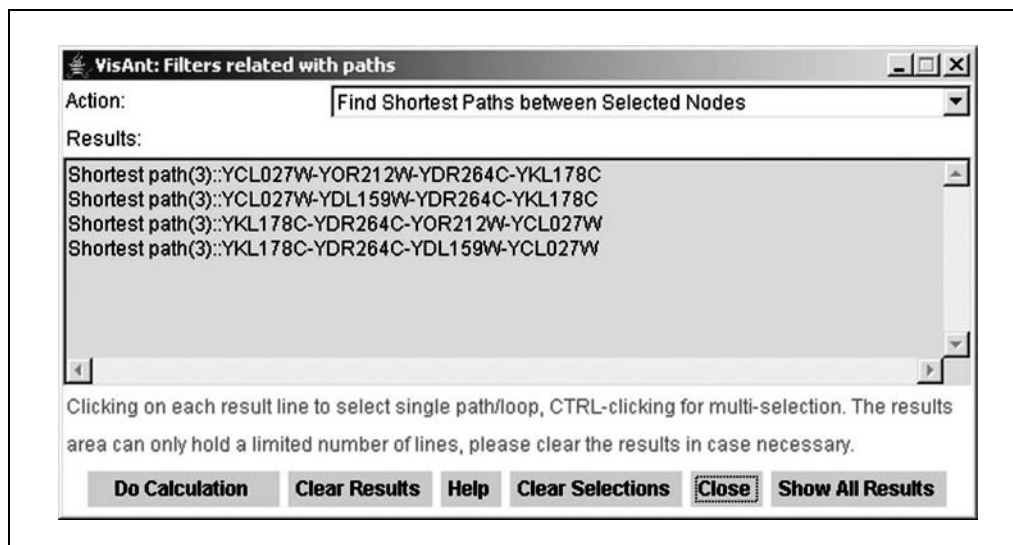 VisAnt: Filters related with paths
Action:
Find Shortest Paths between Selected Nodes
Results:
Shortest path(3)::YCL027W-YOR212W-YDR264C-YKL178C
Shortest path(3)::YCL027W-YDL159W-YDR264C-YKL178C
Shortest path(3)::YKL178C-YDR264C-YOR212W-YCL027W
Shortest path(3)::YKL178C-YDR264C-YDL159W-YCL027W
Clicking on each result line to select single path/loop, CTRL-clicking for multi-selection. The results
area can only hold a limited number of lines, please clear the results in case necessary.
Do Calculation Clear Results Help Clear Selections Close Show All Results